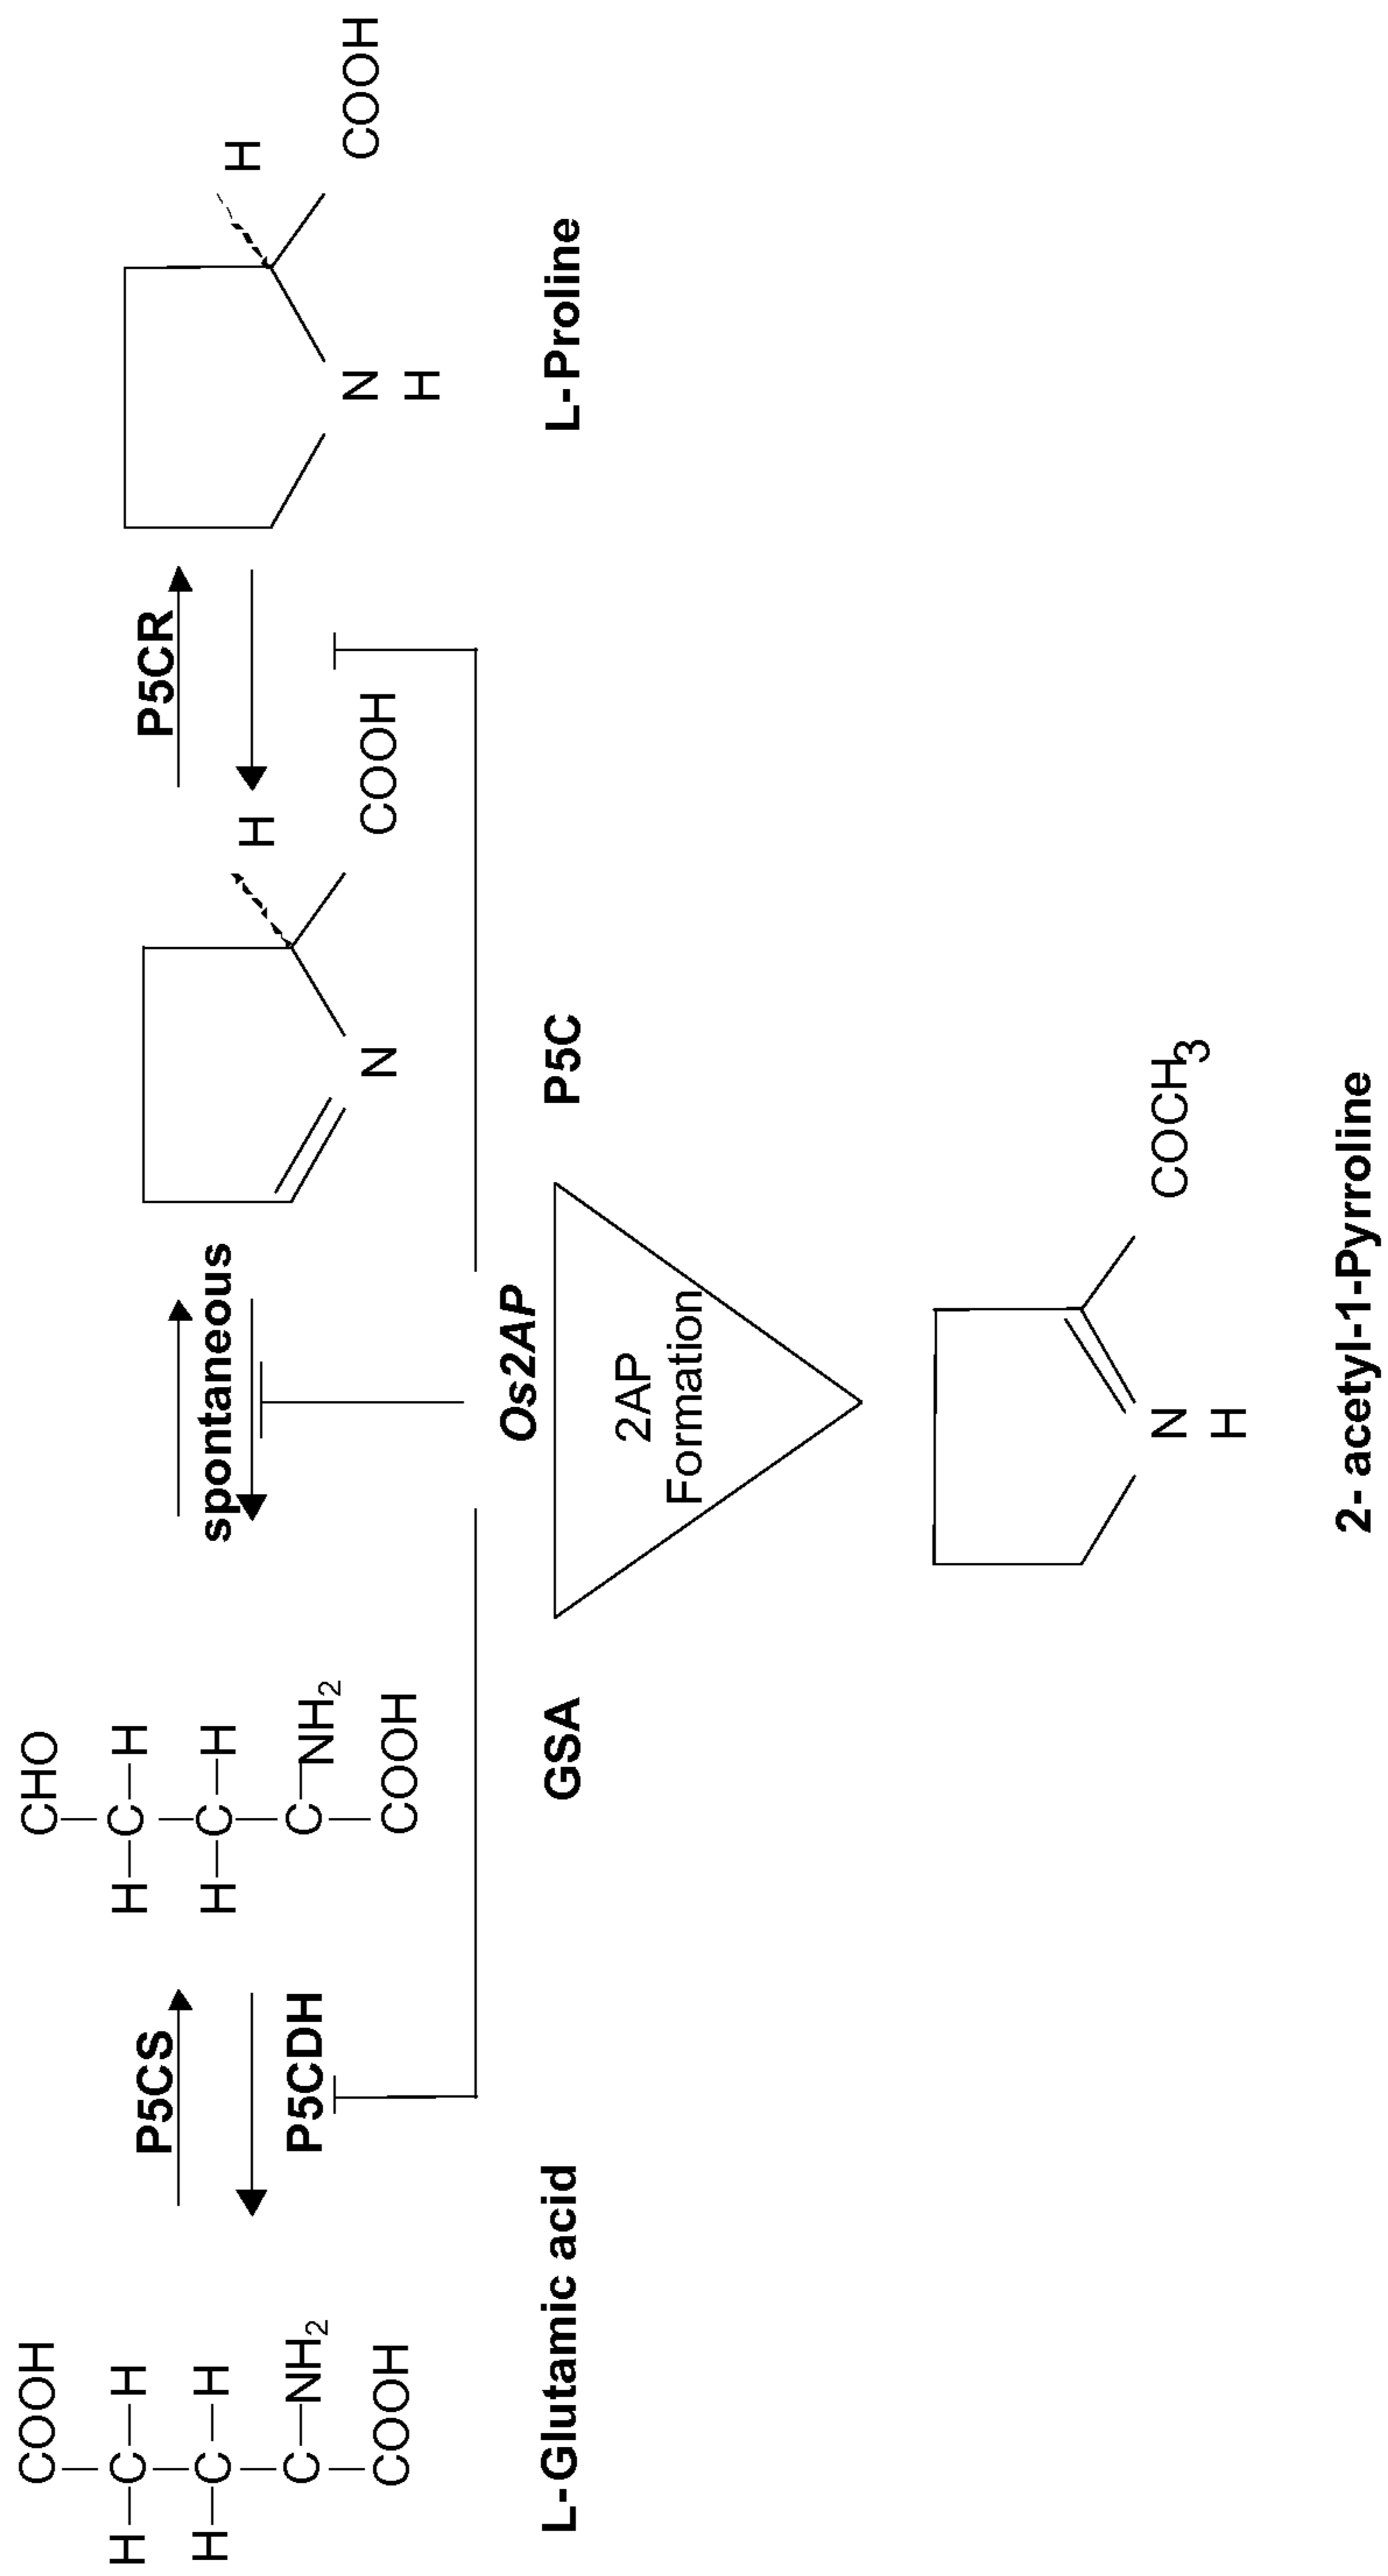 COOH
H—C—H
H—C—H
C—NH2
COOH
P5CS
P5CDH
CHO
H—C—H
H—C—H
C—NH2
COOH
spontaneous
N
H
COOH
P5CR
N
H
H
COOH
L-Glutamic acid
GSA
Os2AP
P5C
L-Proline
2AP
Formation
N
H
COCH3
2- acetyl-1-Pyrroline